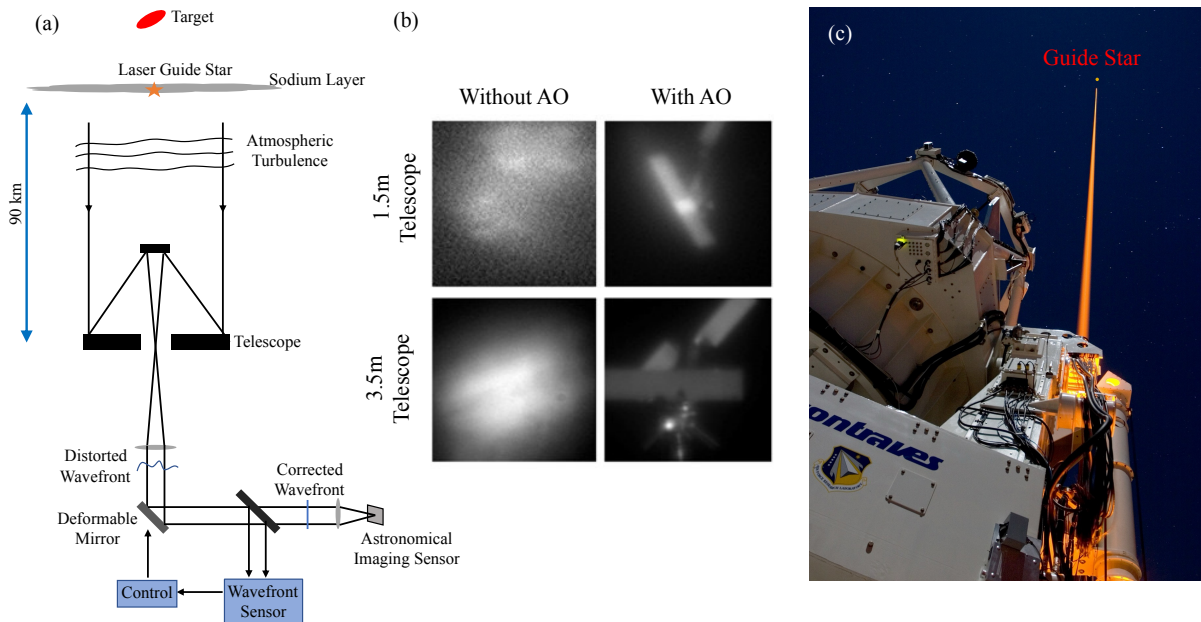 (a)
Target
Laser Guide Star
Sodium Layer
Atmospheric
Turbulence
90 km
Telescope
Distorted
Wavefront
Corrected
Wavefront
Deformable
Mirror
Astronomical
Imaging Sensor
Control
Wavefront
Sensor
(b)
Without AO
With AO
1.5m
Telescope
3.5m
Telescope
(c)
Guide Star
ontraves